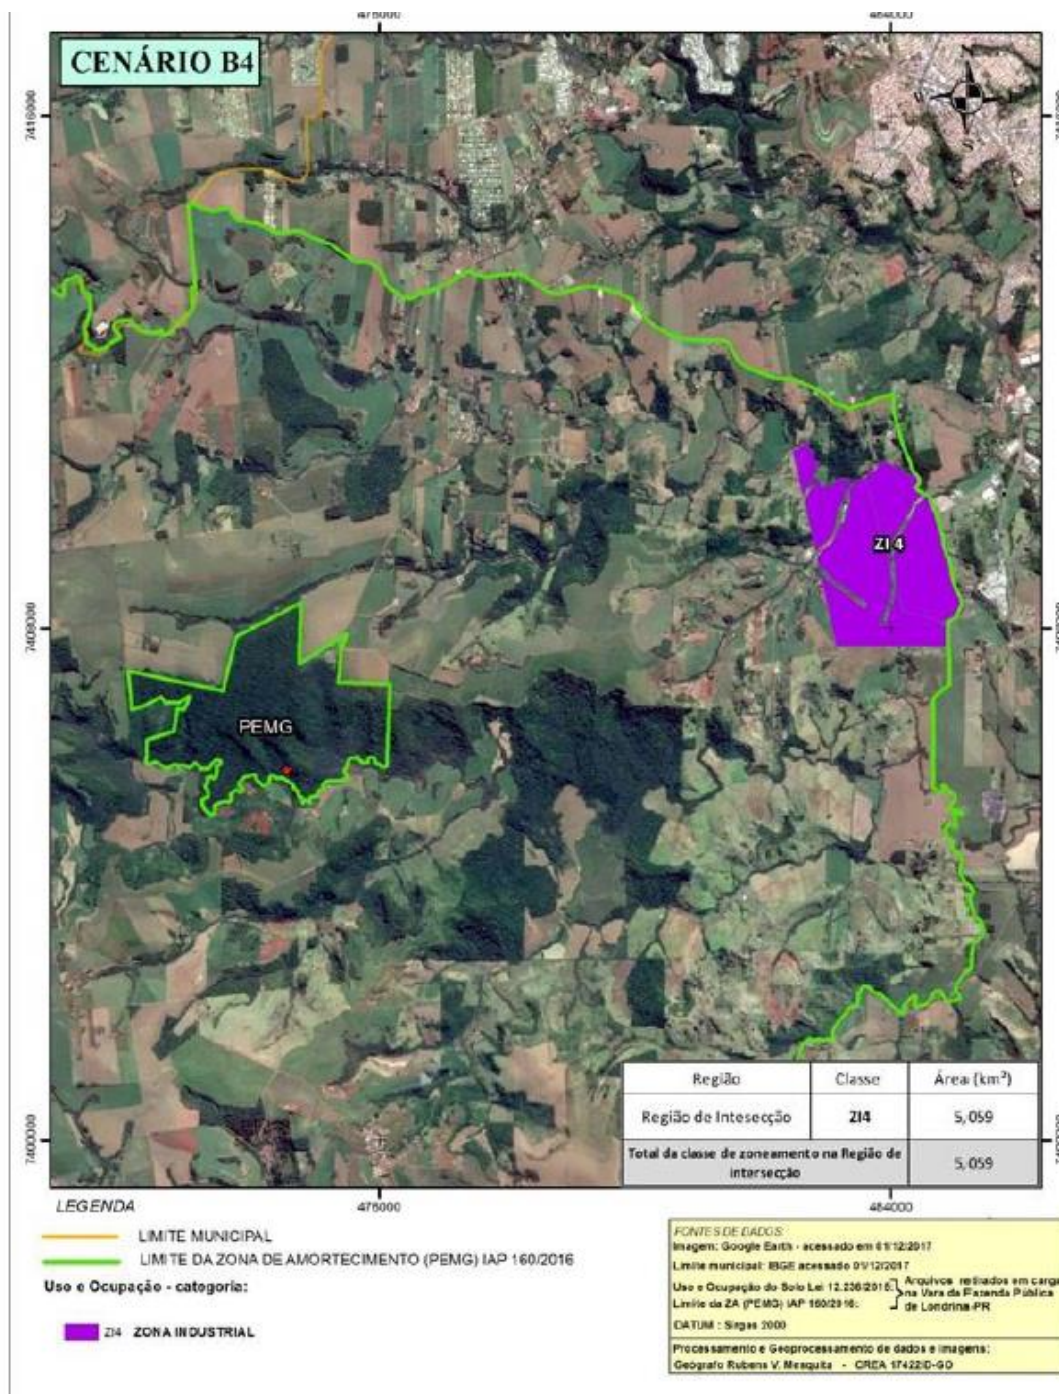 476000
484000
CENÁRIO B4
7416000
N
S
ZI4
7408000
PEMG
Região Classe Área (km²)
Região de Intesecção ZI4 5,059
Total da classe de zoneamento na Região de intersecção 5,059
7400000
LEGENDA
476000
484000
LIMITE MUNICIPAL
LIMITE DA ZONA DE AMORTECIMENTO (PEMG) IAP 160/2016
Uso e Ocupação - categoria:
ZI4 ZONA INDUSTRIAL
FONTES DE DADOS:
Imagem: Google Earth - acessado em 01/12/2017
Limite municipal: IBGE acessado 01/12/2017
Uso e Ocupação do Solo Lei 12.236/2015:
Limite da ZA (PEMG) IAP 160/2016:
Arquivos retirados em carga
na Vara da Fazenda Pública
de Londrina-PR
DATUM : Sirgas 2000
Processamento e Geoprocessamento de dados e Imagens:
Geógrafo Rubens V. Mesquita - CREA 17422/D-GO